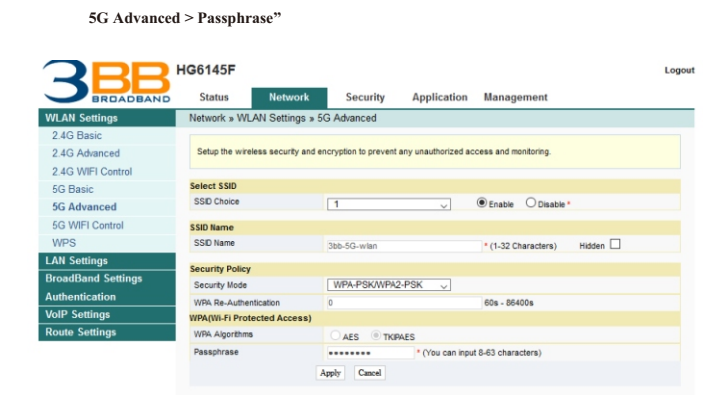 5G Advanced > Passphrase”
3BB BROADBAND
HG6145F
Logout
Status Network Security Application Management
WLAN Settings
Network » WLAN Settings » 5G Advanced
2.4G Basic
2.4G Advanced
2.4G WIFI Control
5G Basic
5G Advanced
5G WIFI Control
WPS
LAN Settings
BroadBand Settings
Authentication
VoIP Settings
Route Settings
Setup the wireless security and encryption to prevent any unauthorized access and monitoring.
Select SSID
SSID Choice 1 Enable Disable *
SSID Name
SSID Name 3bb-5G-wlan * (1-32 Characters) Hidden
Security Policy
Security Mode WPA-PSK/WPA2-PSK
WPA Re-Authentication 0 60s - 86400s
WPA(Wi-Fi Protected Access)
WPA Algorithms AES TKIPAES
Passphrase ******** * (You can input 8-63 characters)
Apply Cancel